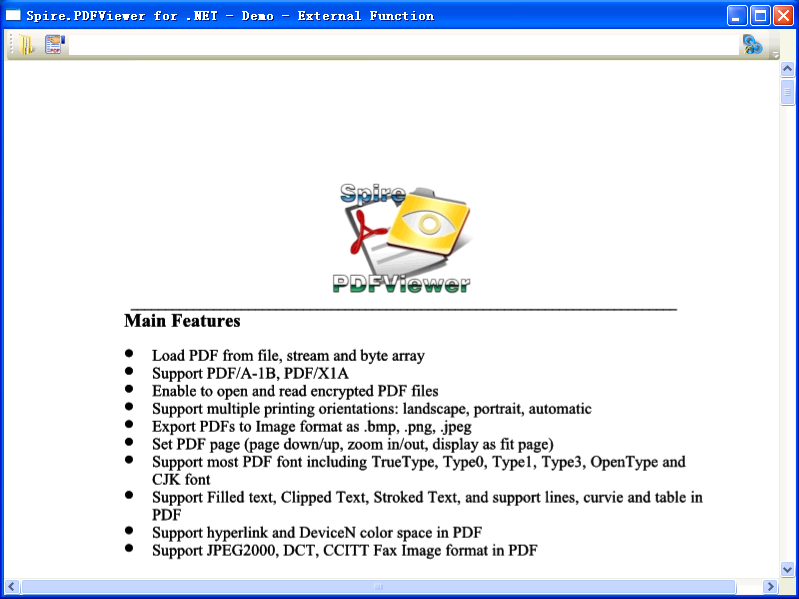 Spire.PDFViewer for .NET - Demo - External Function
Spire
PDFViewer
Main Features
● Load PDF from file, stream and byte array
● Support PDF/A-1B, PDF/X1A
● Enable to open and read encrypted PDF files
● Support multiple printing orientations: landscape, portrait, automatic
● Export PDFs to Image format as .bmp, .png, .jpeg
● Set PDF page (page down/up, zoom in/out, display as fit page)
● Support most PDF font including TrueType, Type0, Type1, Type3, OpenType and
CJK font
● Support Filled text, Clipped Text, Stroked Text, and support lines, curvie and table in
PDF
● Support hyperlink and DeviceN color space in PDF
● Support JPEG2000, DCT, CCITT Fax Image format in PDF